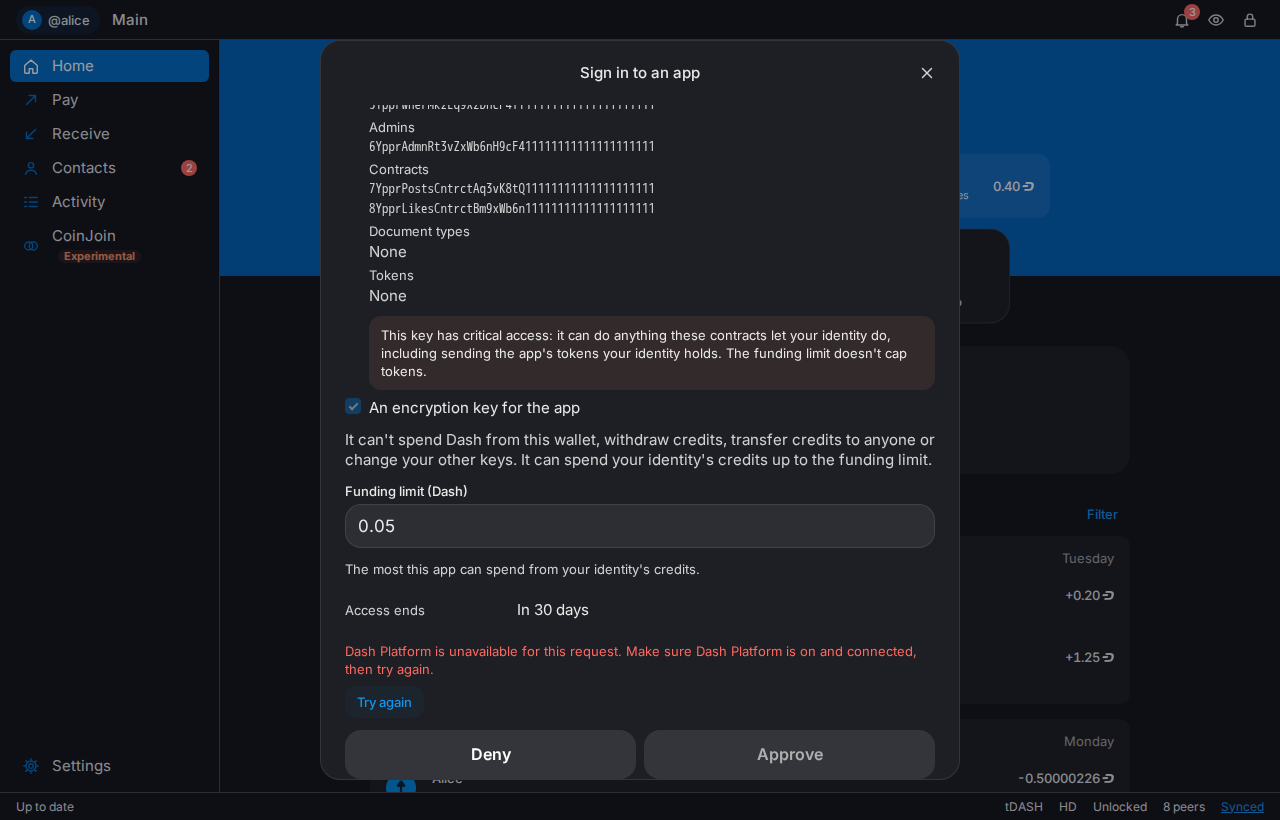 A @alice Main
3
Sign in to an app
Home
Pay
Receive
Contacts 2
Activity
CoinJoin
Experimental
Settings
Admins
6YpprAdmnRt3vZxWb6nH9cF41111111111111111111
Contracts
7YpprPostsCntrctAq3vK8tQ11111111111111111111
8YpprLikesCntrctBm9xWb6n11111111111111111111
Document types
None
Tokens
None
This key has critical access: it can do anything these contracts let your identity do,
including sending the app's tokens your identity holds. The funding limit doesn't cap
tokens.
An encryption key for the app
It can't spend Dash from this wallet, withdraw credits, transfer credits to anyone or
change your other keys. It can spend your identity's credits up to the funding limit.
Funding limit (Dash)
0.05
The most this app can spend from your identity's credits.
Access ends In 30 days
Dash Platform is unavailable for this request. Make sure Dash Platform is on and connected,
then try again.
Try again
Deny Approve
0.40
Filter
Tuesday
+0.20
+1.25
Monday
Alice -0.50000226
Up to date tDASH HD Unlocked 8 peers Synced